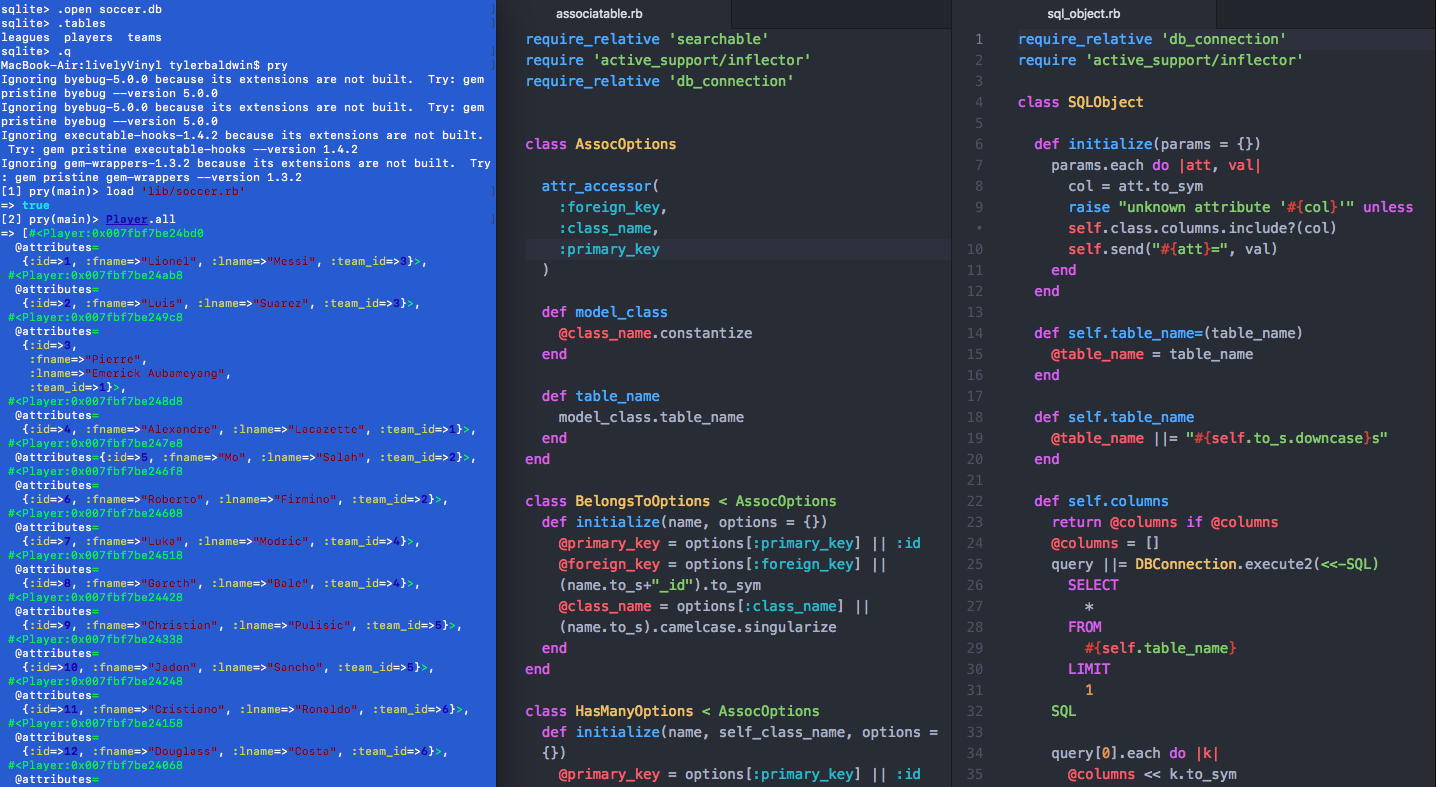 sqlite> .open soccer.db
sqlite> .tables
leagues  players  teams
sqlite> .q
MacBook-Air:livelyVinyl tylerbaldwin$ pry
Ignoring byebug-5.0.0 because its extensions are not built.  Try: gem
pristine byebug --version 5.0.0
Ignoring byebug-5.0.0 because its extensions are not built.  Try: gem
pristine byebug --version 5.0.0
Ignoring executable-hooks-1.4.2 because its extensions are not built.
 Try: gem pristine executable-hooks --version 1.4.2
Ignoring gem-wrappers-1.3.2 because its extensions are not built.  Try
: gem pristine gem-wrappers --version 1.3.2
[1] pry(main)> load 'lib/soccer.rb'
=> true
[2] pry(main)> Player.all
=> [#<Player:0x007fbf7be24bd0
  @attributes=
   {:id=>1, :fname=>"Lionel", :lname=>"Messi", :team_id=>3}>,
 #<Player:0x007fbf7be24ab8
  @attributes=
   {:id=>2, :fname=>"Luis", :lname=>"Suarez", :team_id=>3}>,
 #<Player:0x007fbf7be249c8
  @attributes=
   {:id=>3,
    :fname=>"Pierre",
    :lname=>"Emerick Aubameyang",
    :team_id=>1}>,
 #<Player:0x007fbf7be248d8
  @attributes=
   {:id=>4, :fname=>"Alexandre", :lname=>"Lacazette", :team_id=>1}>,
 #<Player:0x007fbf7be247e8
  @attributes={:id=>5, :fname=>"Mo", :lname=>"Salah", :team_id=>2}>,
 #<Player:0x007fbf7be246f8
  @attributes=
   {:id=>6, :fname=>"Roberto", :lname=>"Firmino", :team_id=>2}>,
 #<Player:0x007fbf7be24608
  @attributes=
   {:id=>7, :fname=>"Luka", :lname=>"Modric", :team_id=>4}>,
 #<Player:0x007fbf7be24518
  @attributes=
   {:id=>8, :fname=>"Gareth", :lname=>"Bale", :team_id=>4}>,
 #<Player:0x007fbf7be24428
  @attributes=
   {:id=>9, :fname=>"Christian", :lname=>"Pulisic", :team_id=>5}>,
 #<Player:0x007fbf7be24338
  @attributes=
   {:id=>10, :fname=>"Jadon", :lname=>"Sancho", :team_id=>5}>,
 #<Player:0x007fbf7be24248
  @attributes=
   {:id=>11, :fname=>"Cristiano", :lname=>"Ronaldo", :team_id=>6}>,
 #<Player:0x007fbf7be24158
  @attributes=
   {:id=>12, :fname=>"Douglass", :lname=>"Costa", :team_id=>6}>,
 #<Player:0x007fbf7be24068
  @attributes=
associatable.rb
require_relative 'searchable'
require 'active_support/inflector'
require_relative 'db_connection'
class AssocOptions
  attr_accessor(
    :foreign_key,
    :class_name,
    :primary_key
  )
  def model_class
    @class_name.constantize
  end
  def table_name
    model_class.table_name
  end
end
class BelongsToOptions < AssocOptions
  def initialize(name, options = {})
    @primary_key = options[:primary_key] || :id
    @foreign_key = options[:foreign_key] ||
    (name.to_s+"_id").to_sym
    @class_name = options[:class_name] ||
    (name.to_s).camelcase.singularize
  end
end
class HasManyOptions < AssocOptions
  def initialize(name, self_class_name, options =
  {})
    @primary_key = options[:primary_key] || :id
sql_object.rb
1 require_relative 'db_connection'
2 require 'active_support/inflector'
3
4 class SQLObject
5
6   def initialize(params = {})
7     params.each do |att, val|
8       col = att.to_sym
9       raise "unknown attribute '#{col}'" unless
•       self.class.columns.include?(col)
10       self.send("#{att}=", val)
11     end
12   end
13
14   def self.table_name=(table_name)
15     @table_name = table_name
16   end
17
18   def self.table_name
19     @table_name ||= "#{self.to_s.downcase}s"
20   end
21
22   def self.columns
23     return @columns if @columns
24     @columns = []
25     query ||= DBConnection.execute2(<<-SQL)
26       SELECT
27         *
28       FROM
29         #{self.table_name}
30       LIMIT
31         1
32     SQL
33
34     query[0].each do |k|
35       @columns << k.to_sym